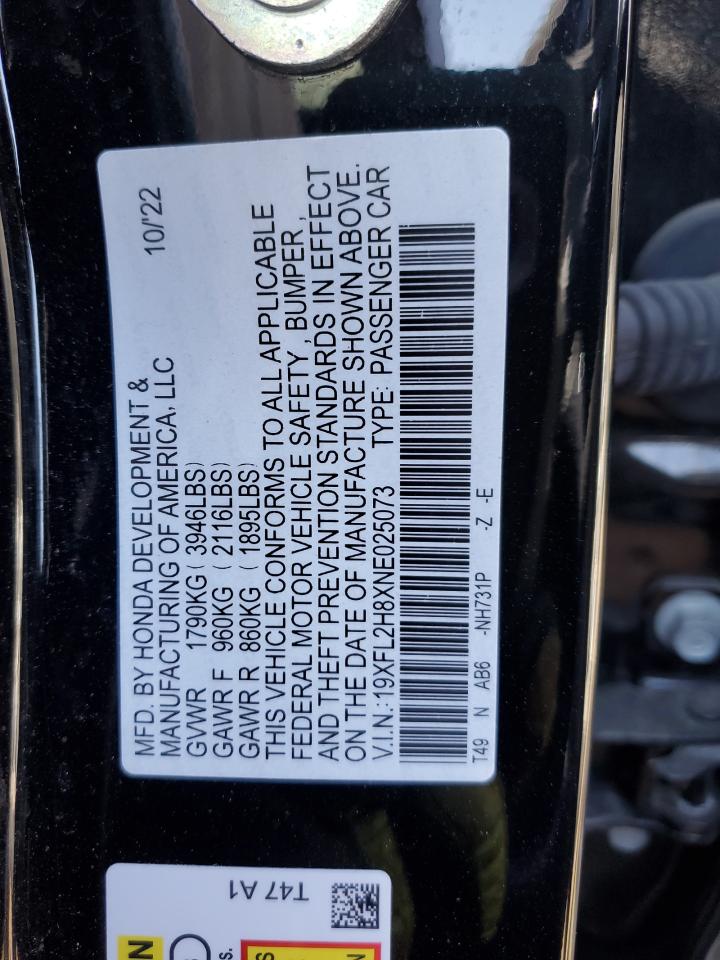 MFD. BY HONDA DEVELOPMENT &
MANUFACTURING OF AMERICA, LLC 10/'22
GVWR 1790KG ( 3946LBS)
GAWR F 960KG ( 2116LBS)
GAWR R 860KG ( 1895LBS)
THIS VEHICLE CONFORMS TO ALL APPLICABLE
FEDERAL MOTOR VEHICLE SAFETY , BUMPER ,
AND THEFT PREVENTION STANDARDS IN EFFECT
ON THE DATE OF MANUFACTURE SHOWN ABOVE.
V.I.N.:19XFL2H8XNE025073 TYPE: PASSENGER CAR
T49 N AB6 -NH731P -Z -E
T47 A1